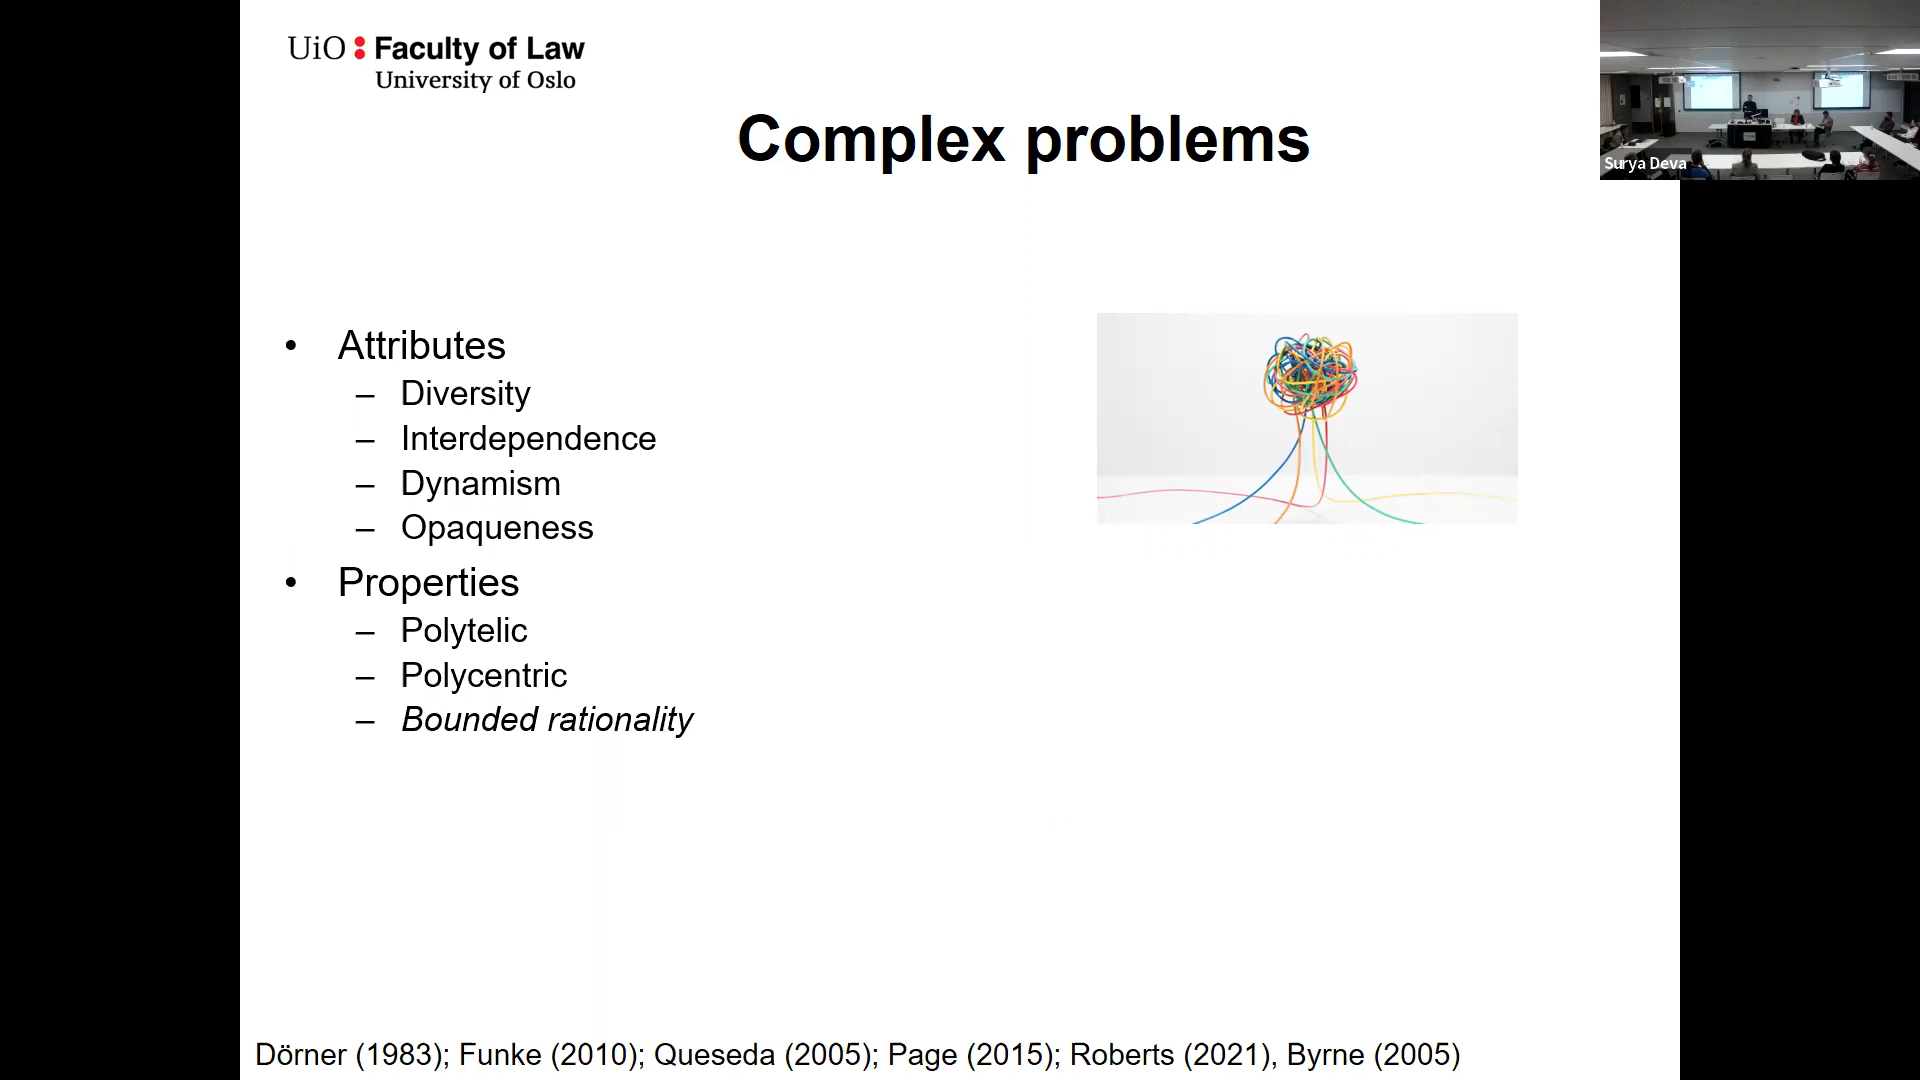 UiO Faculty of Law
University of Oslo
Complex problems
Surya Deva
• Attributes
– Diversity
– Interdependence
– Dynamism
– Opaqueness
• Properties
– Polytelic
– Polycentric
– Bounded rationality
Dörner (1983); Funke (2010); Queseda (2005); Page (2015); Roberts (2021), Byrne (2005)